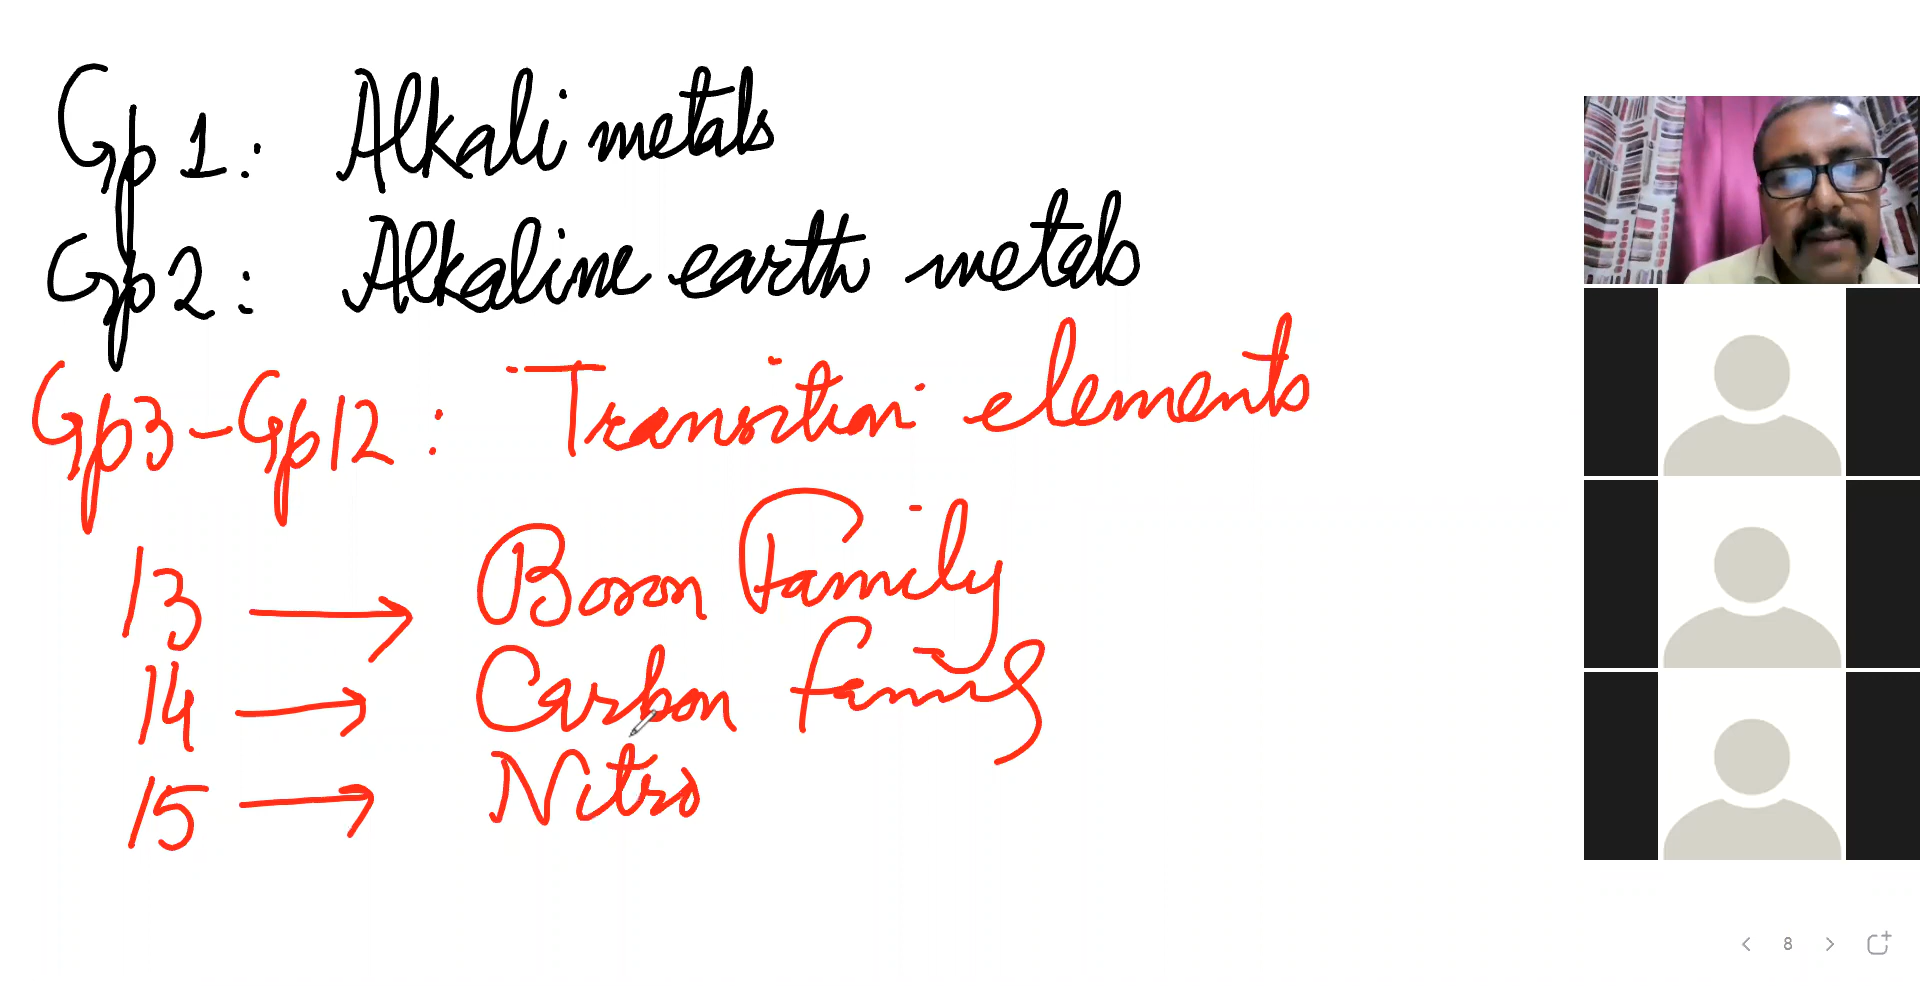 Gp 1: Alkali metals
Gp 2: Alkaline earth metals
Gp3-Gp12: Transition elements
13 → Boron Family
14 → Carbon family
15 → Nitro
8